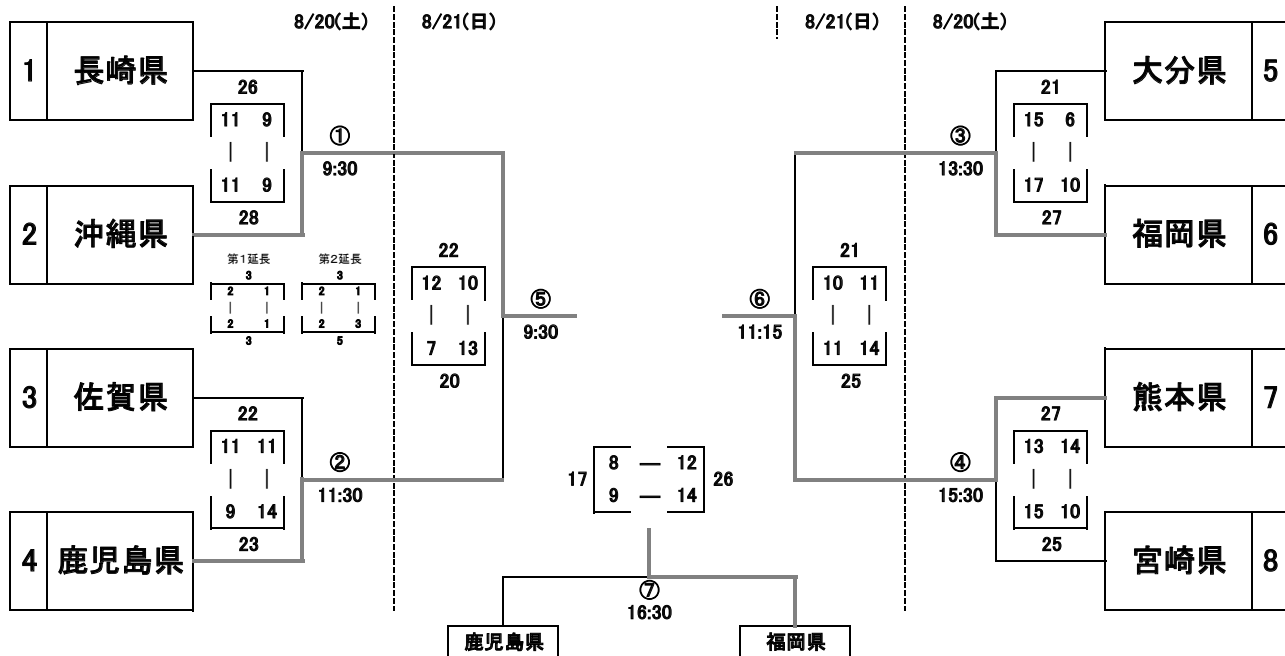 8/20(土) 8/21(日) 8/21(日) 8/20(土)
1 長崎県
26
11 9
| |
11 9
28
①
9:30
2 沖縄県
第1延長 第2延長
3 3
2 1 2 1
| | | |
2 1 2 3
3 5
3 佐賀県
22
11 11
| |
9 14
23
②
11:30
4 鹿児島県
22
12 10
| |
7 13
20
⑤
9:30
大分県 5
21
15 6
| |
17 10
27
③
13:30
福岡県 6
熊本県 7
27
13 14
| |
15 10
25
④
15:30
宮崎県 8
21
10 11
| |
11 14
25
⑥
11:15
17 8 — 12 26
9 — 14
⑦
16:30
鹿児島県 福岡県